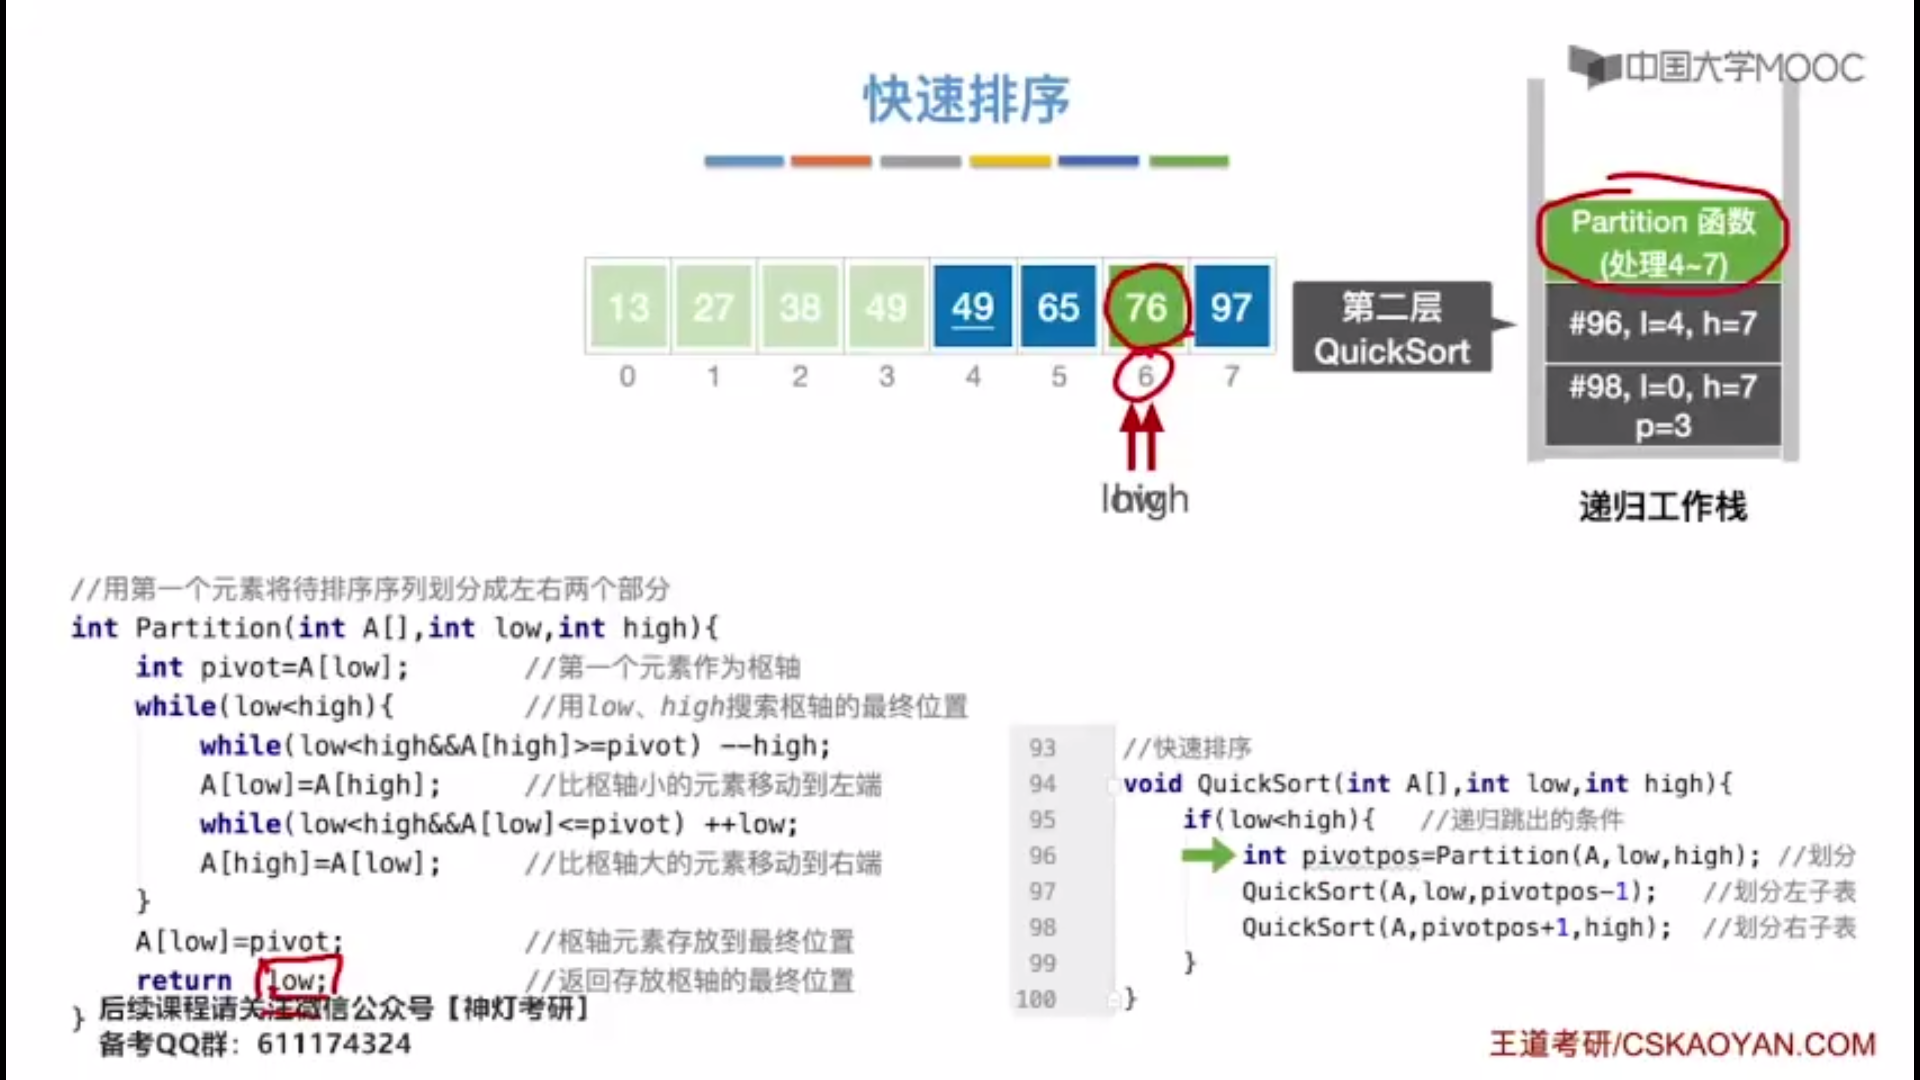 中国大学MOOC
快速排序
Partition 函数
(处理4~7)
13 27 38 49 49 65 76 97
0 1 2 3 4 5 6 7
第二层
QuickSort
#96, l=4, h=7
#98, l=0, h=7
p=3
low
high
递归工作栈
//用第一个元素将待排序序列划分成左右两个部分
int Partition(int A[],int low,int high){
int pivot=A[low]; //第一个元素作为枢轴
while(low<high){ //用low、high搜索枢轴的最终位置
while(low<high&&A[high]>=pivot) --high;
A[low]=A[high]; //比枢轴小的元素移动到左端
while(low<high&&A[low]<=pivot) ++low;
A[high]=A[low]; //比枢轴大的元素移动到右端
}
A[low]=pivot; //枢轴元素存放到最终位置
return low; //返回存放枢轴的最终位置
}
93 //快速排序
94 void QuickSort(int A[],int low,int high){
95 if(low<high){ //递归跳出的条件
96 int pivotpos=Partition(A,low,high); //划分
97 QuickSort(A,low,pivotpos-1); //划分左子表
98 QuickSort(A,pivotpos+1,high); //划分右子表
99 }
100 }
后续课程请关注微信公众号【神灯考研】
备考QQ群：611174324
王道考研/CSKAOYAN.COM